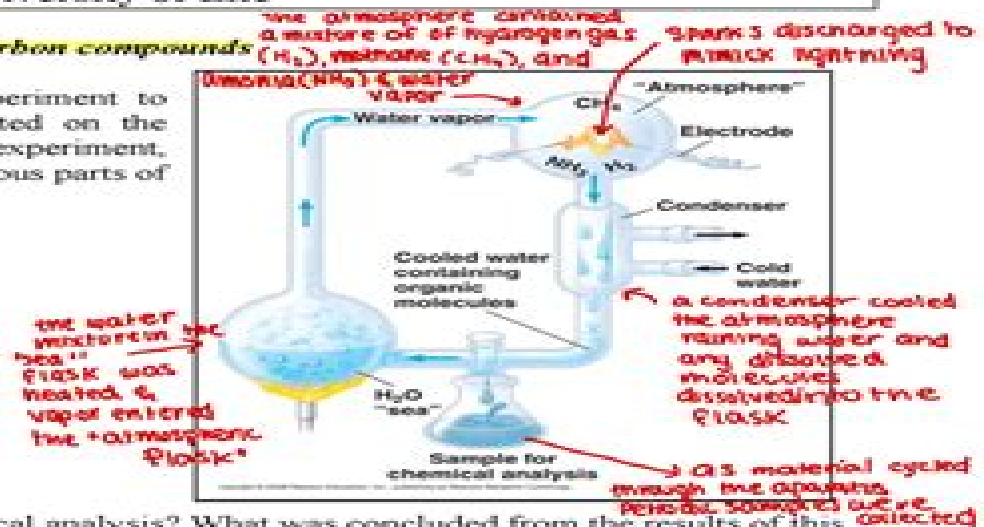 the atmosphere contained
a mixture of of hydrogen gas
(H₂), methane (CH₄), and
amonia(NH₃) & water
vapor
sparks discharged to
mimick lightning
rbon compounds
periment to
ted on the
experiment,
ous parts of
"Atmosphere"
CH₄
Water vapor
Electrode
NH₃ H₂
Condenser
Cooled water
containing
organic
molecules
Cold
water
a condenser cooled
the atmosphere
raining water and
any dissolved
molecules
dissolved into the
flask
the water
mixture in the
"sea"
flask was
heated &
vapor entered
the "atmospheric
flask"
H₂O
"sea"
Sample for
chemical analysis
as material cycled
through the apparatus
samples were
collected
cal analysis? What was concluded from the results of this